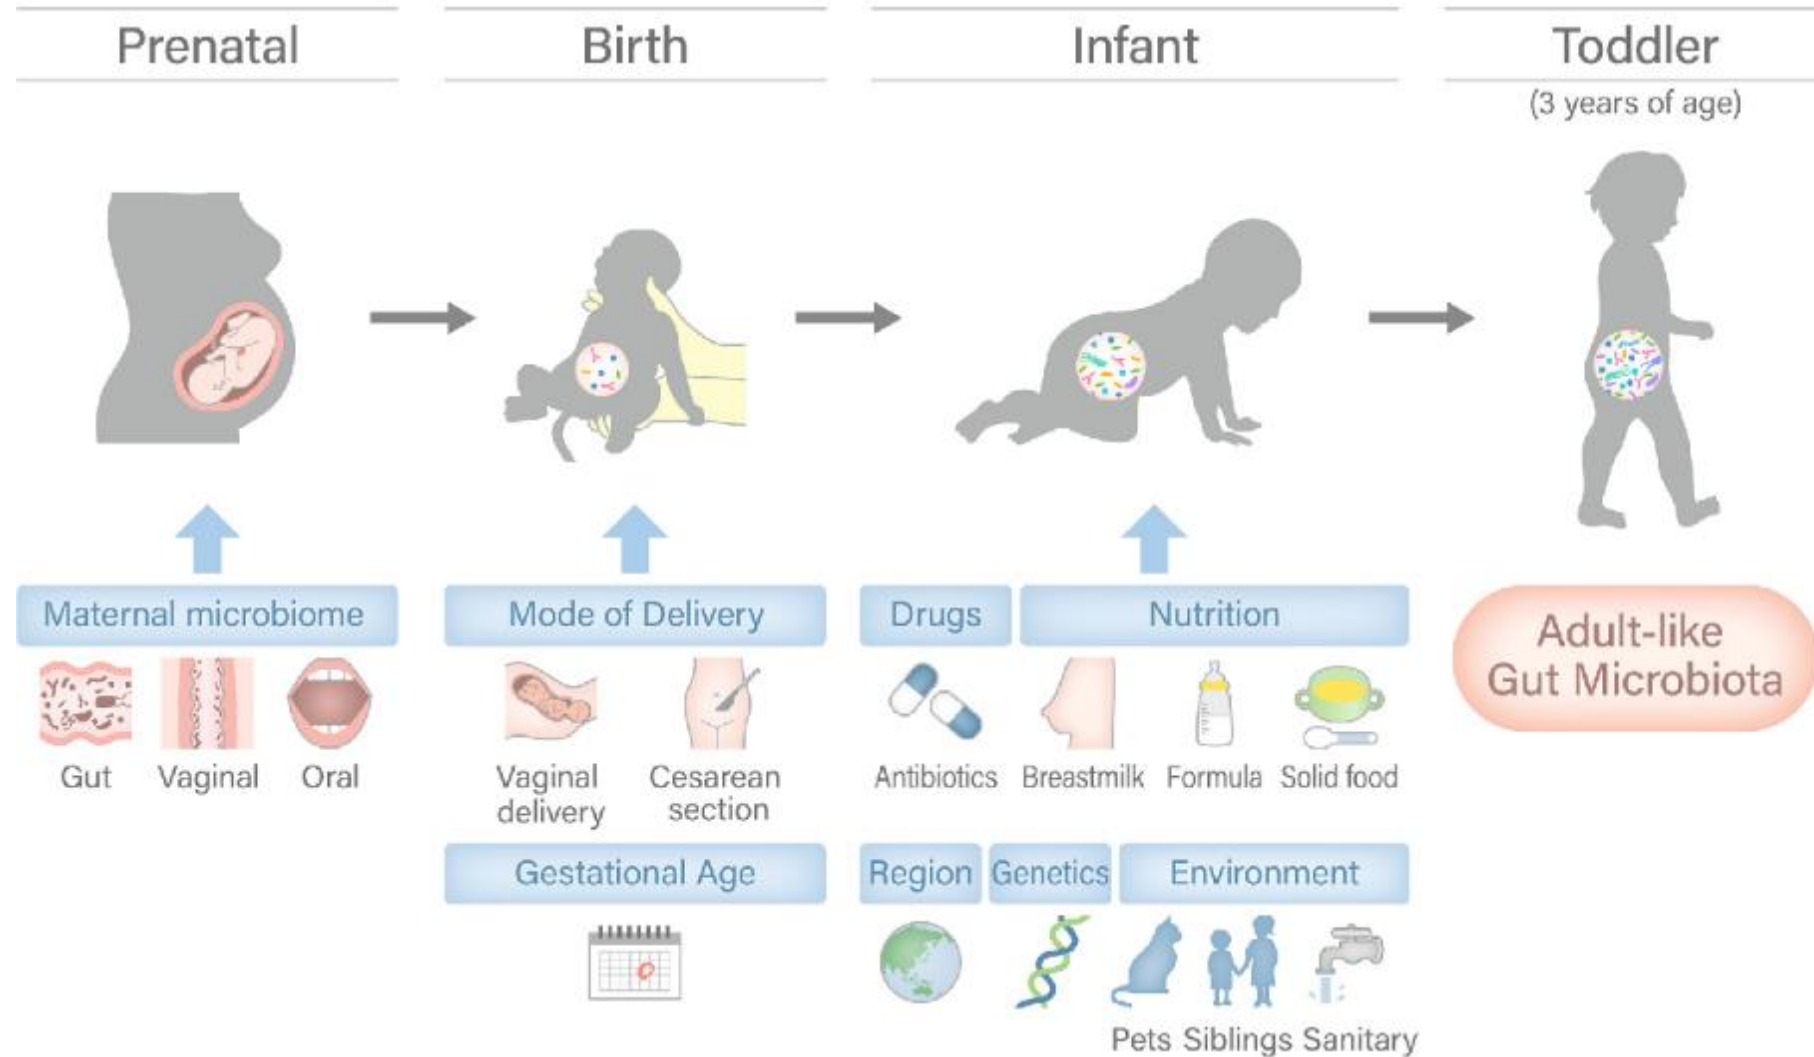 Prenatal
Birth
Infant
Toddler
(3 years of age)
Maternal microbiome
Gut
Vaginal
Oral
Mode of Delivery
Vaginal
delivery
Cesarean
section
Gestational Age
Drugs
Nutrition
Antibiotics
Breastmilk
Formula
Solid food
Region
Genetics
Environment
Pets
Siblings
Sanitary
Adult-like
Gut Microbiota